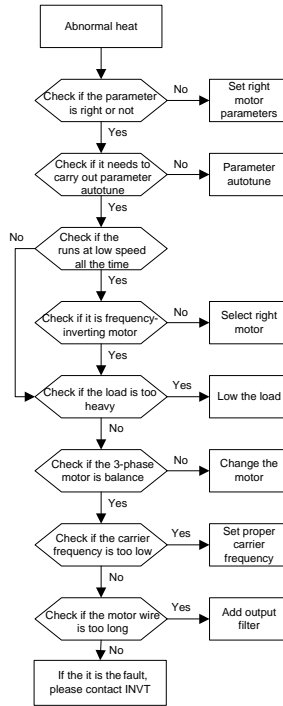 Abnormal heat
Check if the parameter
is right or not
No
Set right
motor
parameters
Yes
Check if it needs to
carry out parameter
autotune
No
Parameter
autotune
Yes
No
Check if the
runs at low speed
all the time
Yes
Check if it is frequency-
inverting motor
No
Select right
motor
Yes
Check if the load is too
heavy
Yes
Low the load
No
Check if the 3-phase
motor is balance
No
Change the
motor
Yes
Check if the carrier
frequency is too low
Yes
Set proper
carrier
frequency
No
Check if the motor wire
is too long
Yes
Add output
filter
No
If the it is the fault,
please contact INVT